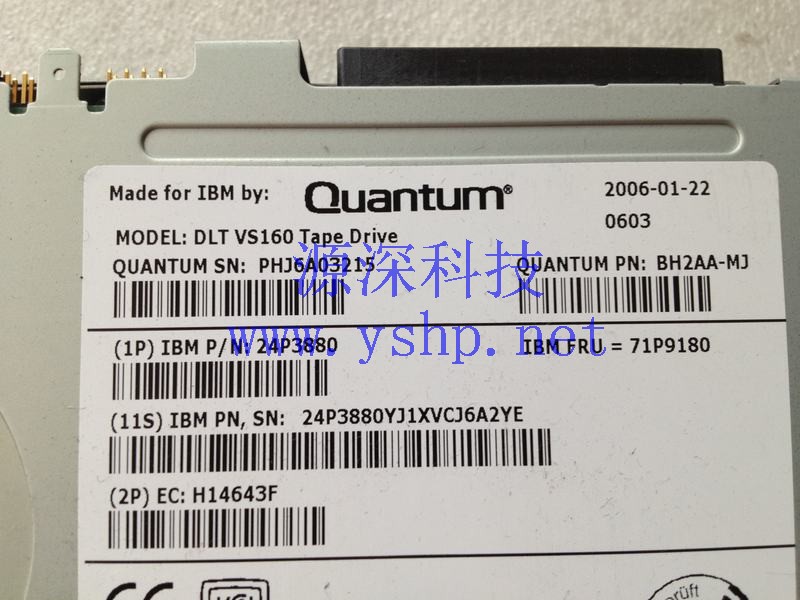 Made for IBM by: Quantum® 2006-01-22
0603
MODEL: DLT VS160 Tape Drive
QUANTUM SN: PHJ6A03215 QUANTUM PN: BH2AA-MJ
源深科技
www.yshp.net
(1P) IBM P/N: 24P3880 IBM FRU = 71P9180
(11S) IBM PN, SN: 24P3880YJ1XVCJ6A2YE
(2P) EC: H14643F
CE